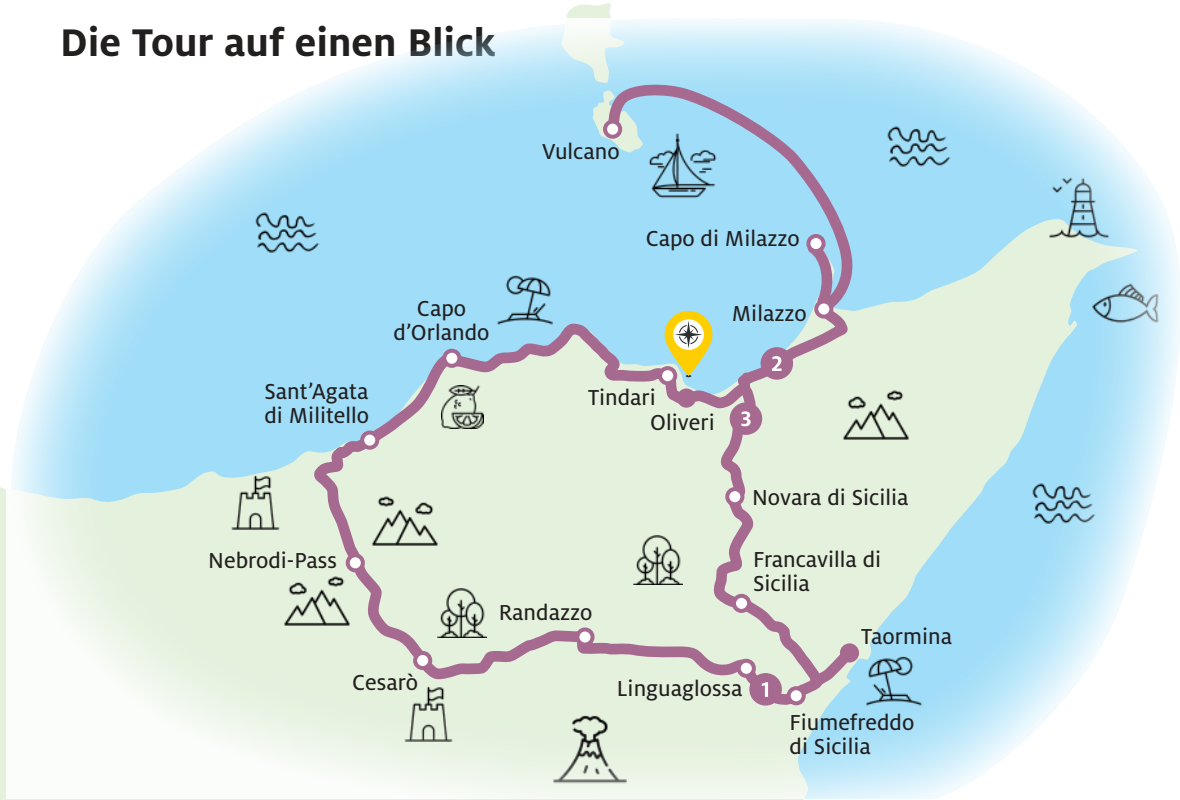 Die Tour auf einen Blick
Vulcano
Capo di Milazzo
Milazzo
Capo
d’Orlando
2
Sant’Agata
di Militello
Tindari
Oliveri
3
Novara di Sicilia
Nebrodi-Pass
Francavilla di
Sicilia
Randazzo
Taormina
Cesarò
Linguaglossa
1
Fiumefreddo
di Sicilia